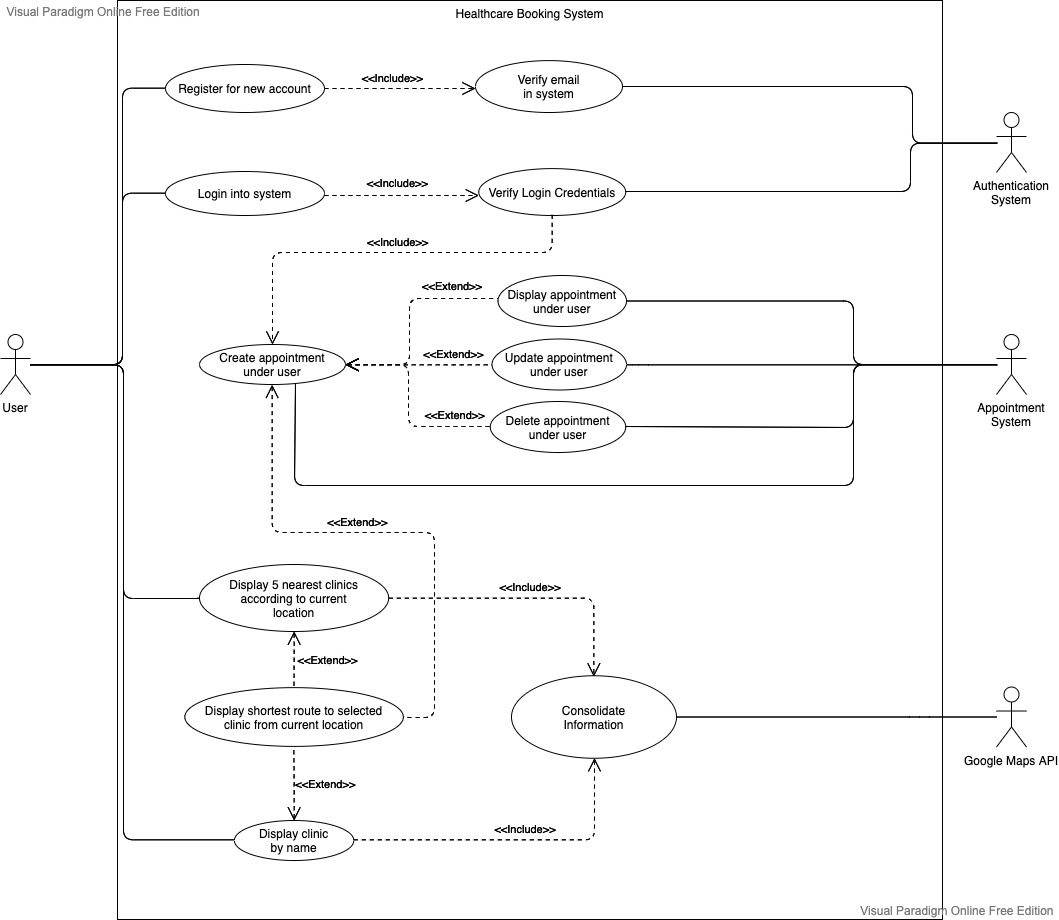 Visual Paradigm Online Free Edition
Healthcare Booking System
Register for new account
<<Include>>
Verify email
in system
Authentication
System
Login into system
<<Include>>
Verify Login Credentials
<<Include>>
<<Extend>>
Display appointment
under user
User
Create appointment
under user
<<Extend>>
Update appointment
under user
Appointment
System
<<Extend>>
Delete appointment
under user
<<Extend>>
Display 5 nearest clinics
according to current
location
<<Include>>
<<Extend>>
Display shortest route to selected
clinic from current location
Consolidate
Information
Google Maps API
<<Extend>>
Display clinic
by name
<<Include>>
Visual Paradigm Online Free Edition